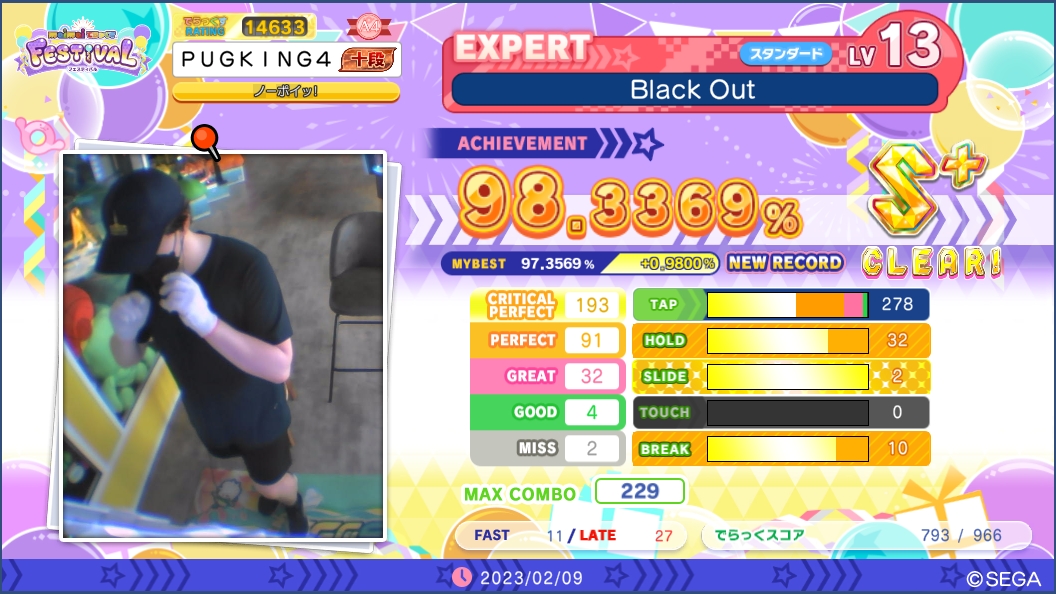 maimai でらっくす
FESTiVAL
フェスティバル
でらっくす RATING 14633
A4
PUGKING4 十段
ノーポイッ!
EXPERT
スタンダード
LV 13
Black Out
ACHIEVEMENT
98.3369%
S+
MYBEST 97.3569% +0.9800% NEW RECORD
CLEAR!
CRITICAL PERFECT 193
TAP 278
PERFECT 91
HOLD 32
GREAT 32
SLIDE 2
GOOD 4
TOUCH 0
MISS 2
BREAK 10
MAX COMBO 229
FAST 11 / LATE 27
でらっくスコア 793 / 966
2023/02/09
©SEGA